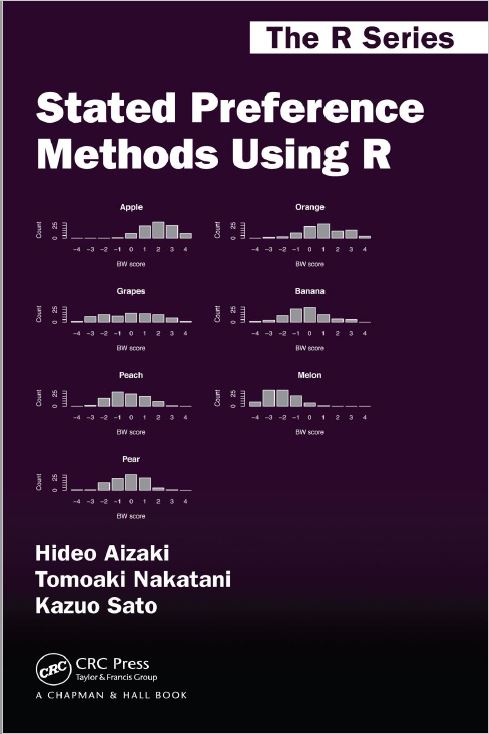 The R Series
Stated Preference
Methods Using R
Apple
Count
0 25
-4 -3 -2 -1 0 1 2 3 4
BW score
Orange
Count
0 25
-4 -3 -2 -1 0 1 2 3 4
BW score
Grapes
Count
0 25
-4 -3 -2 -1 0 1 2 3 4
BW score
Banana
Count
0 25
-4 -3 -2 -1 0 1 2 3 4
BW score
Peach
Count
0 25
-4 -3 -2 -1 0 1 2 3 4
BW score
Melon
Count
0 25
-4 -3 -2 -1 0 1 2 3 4
BW score
Pear
Count
0 25
-4 -3 -2 -1 0 1 2 3 4
BW score
Hideo Aizaki
Tomoaki Nakatani
Kazuo Sato
CRC
CRC Press
Taylor & Francis Group
A CHAPMAN & HALL BOOK